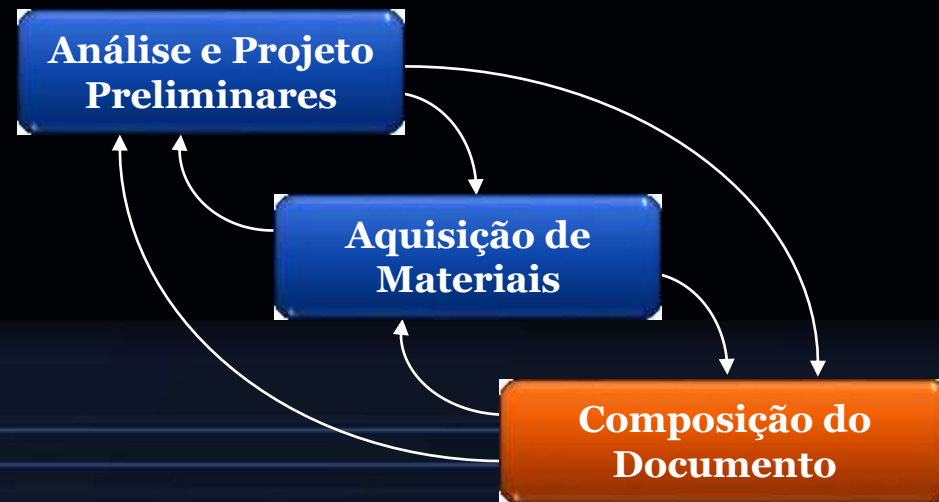 Análise e Projeto
Preliminares
Aquisição de
Materiais
Composição do
Documento